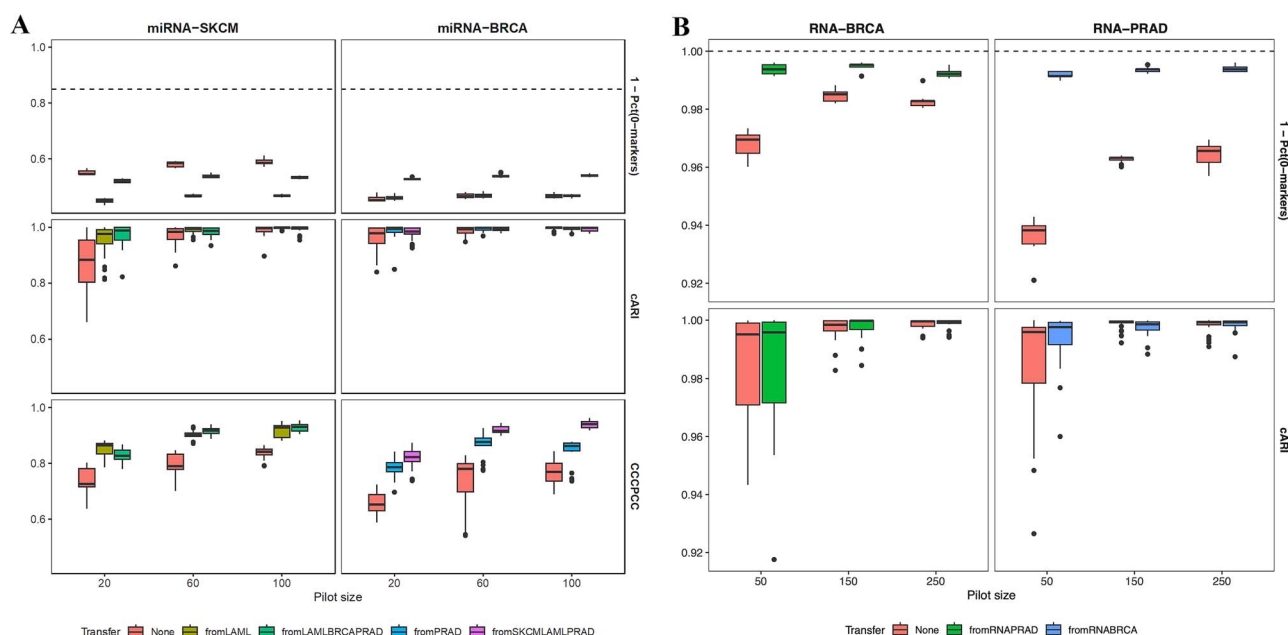 A
miRNA-SKCM
miRNA-BRCA
1.0
0.8
0.6
1 - Pct(0-markers)
1.0
0.8
0.6
cARI
1.0
0.8
0.6
CCCPCC
20
60
100
20
60
100
Pilot size
Transfer None fromLAML fromLAMLBRCAPRAD fromPRAD fromSKCMLAMLPRAD
B
RNA-BRCA
RNA-PRAD
1.00
0.98
0.96
0.94
0.92
1 - Pct(0-markers)
1.00
0.98
0.96
0.94
0.92
cARI
50
150
250
50
150
250
Pilot size
Transfer None fromRNAPRAD fromRNABRCA